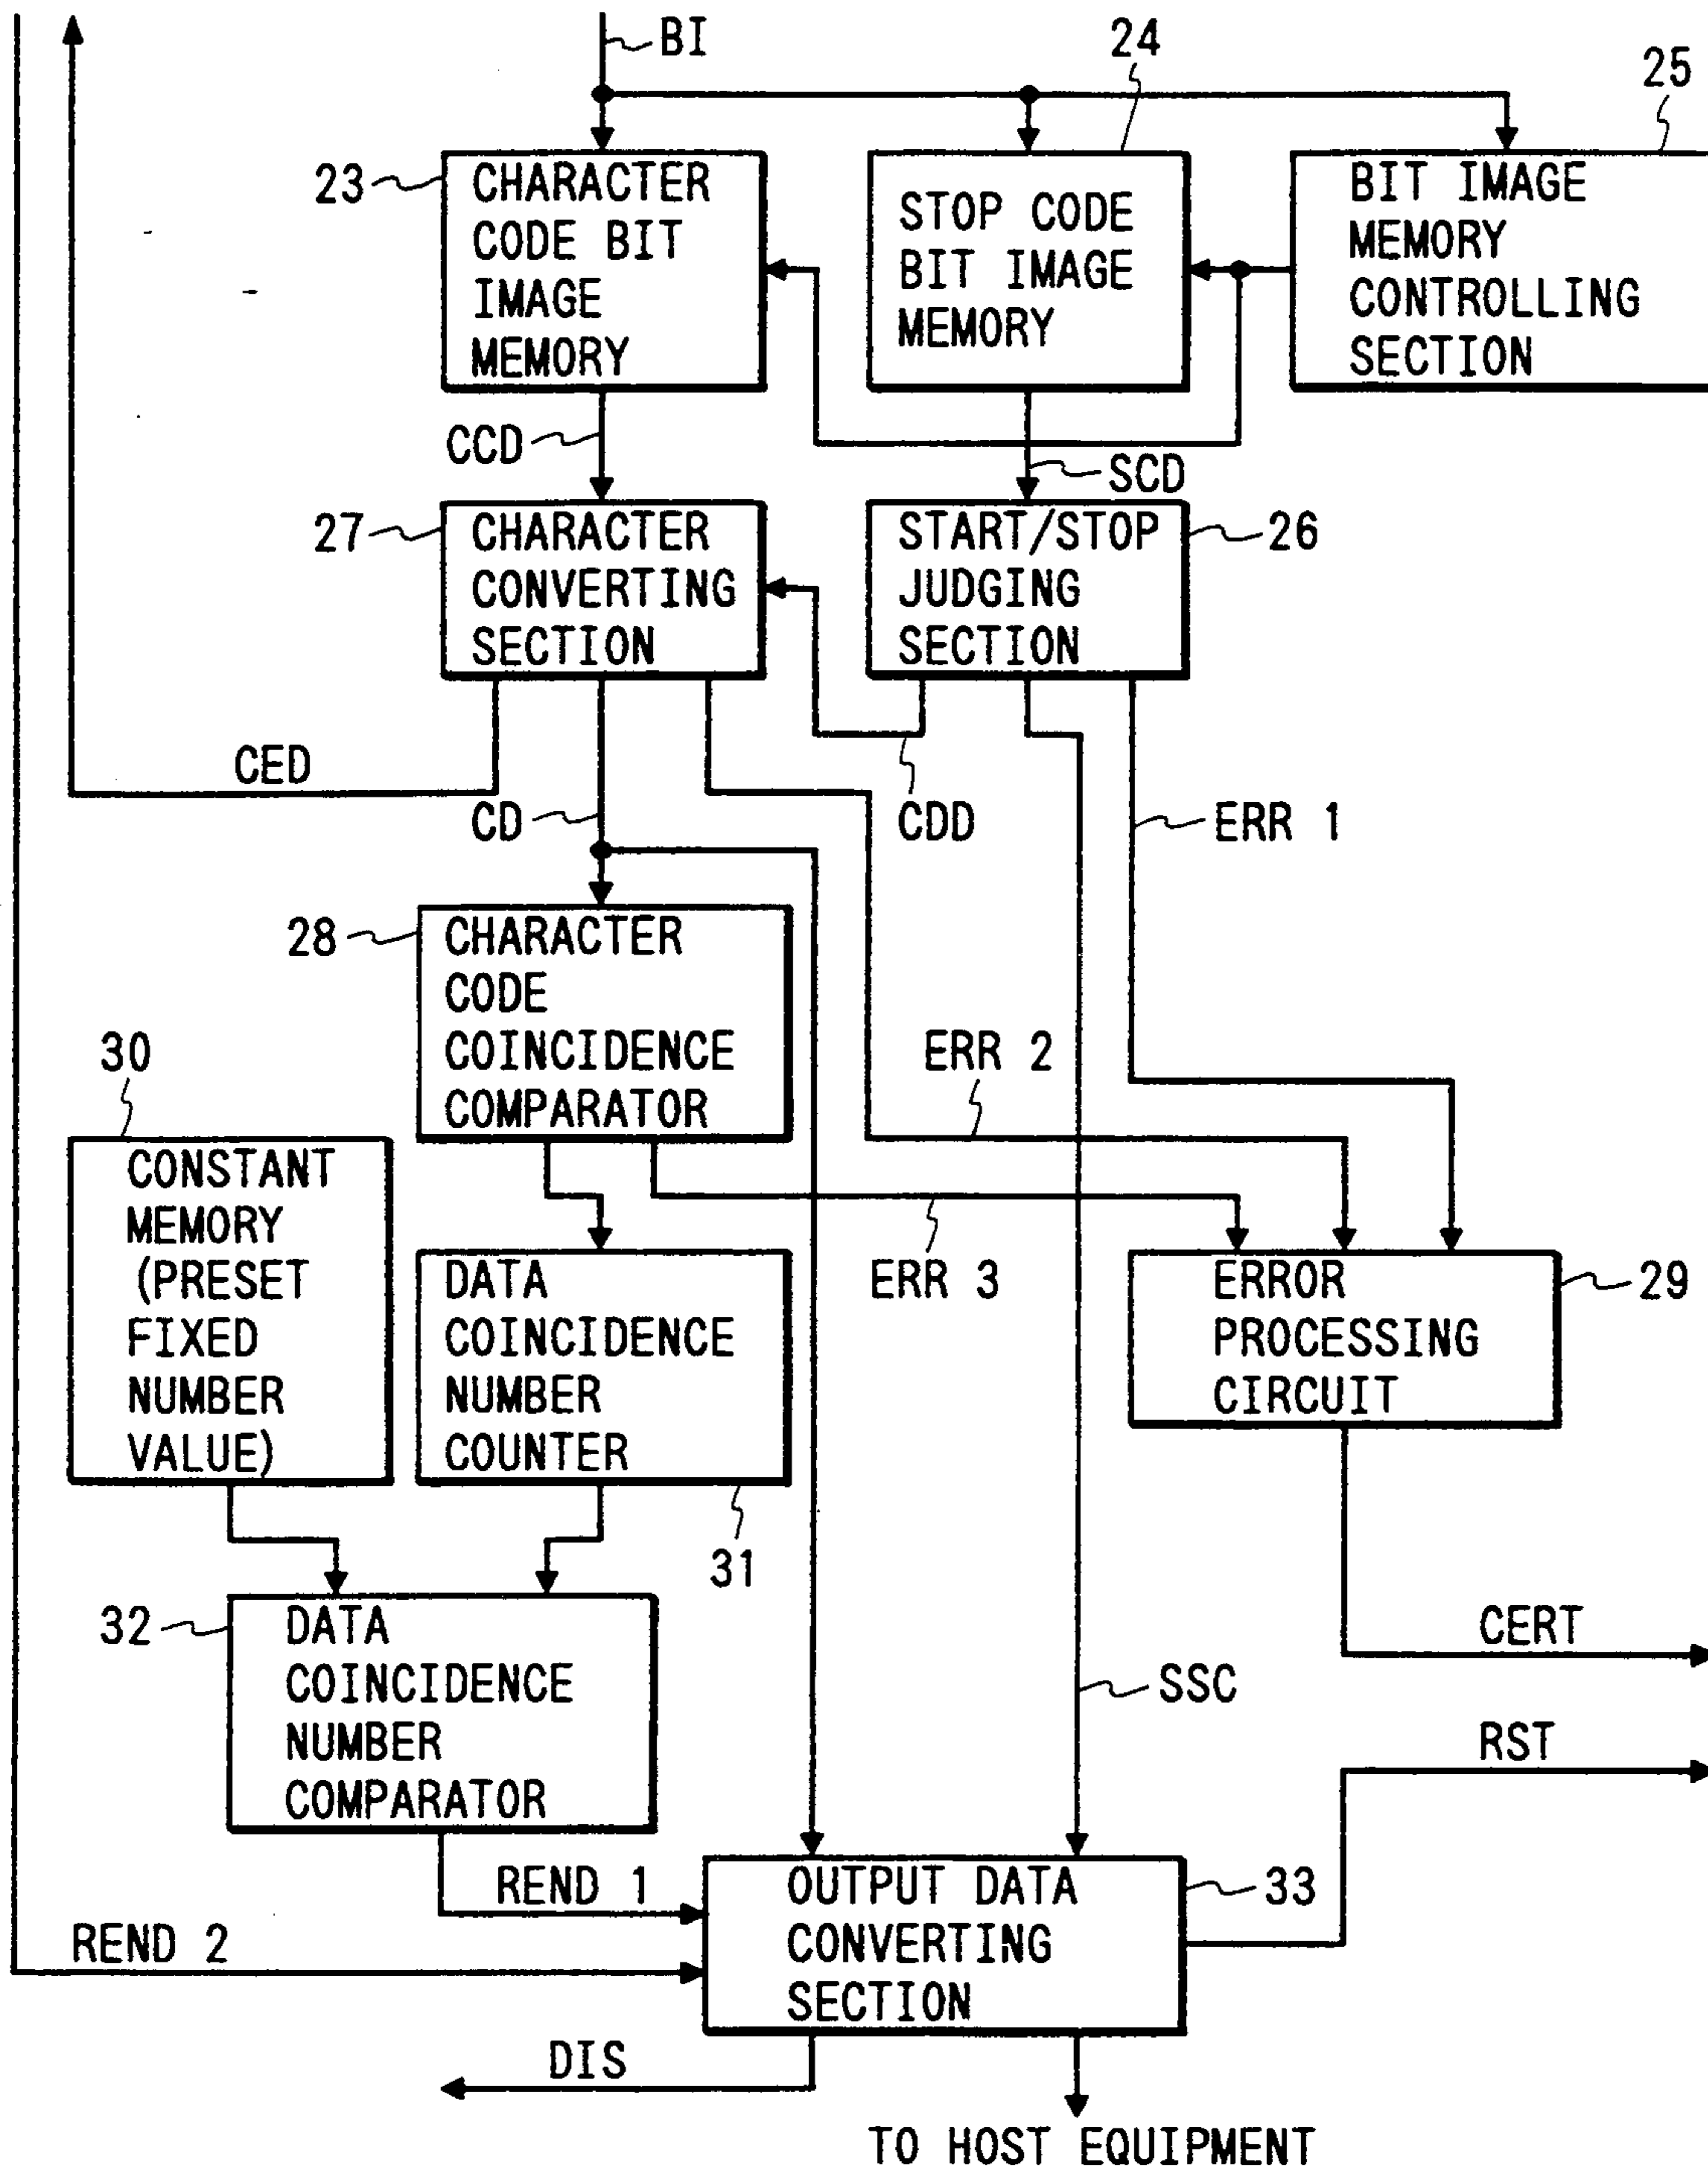 BI
24
25
23
CHARACTER
CODE BIT
IMAGE
MEMORY
STOP CODE
BIT IMAGE
MEMORY
BIT IMAGE
MEMORY
CONTROLLING
SECTION
CCD
SCD
27
CHARACTER
CONVERTING
SECTION
START/STOP
JUDGING
SECTION
26
CED
CD
CDD
ERR 1
28
CHARACTER
CODE
COINCIDENCE
COMPARATOR
30
ERR 2
CONSTANT
MEMORY
(PRESET
FIXED
NUMBER
VALUE)
DATA
COINCIDENCE
NUMBER
COUNTER
ERR 3
ERROR
PROCESSING
CIRCUIT
29
31
32
DATA
COINCIDENCE
NUMBER
COMPARATOR
CERT
SSC
RST
REND 1
REND 2
OUTPUT DATA
CONVERTING
SECTION
33
DIS
TO HOST EQUIPMENT